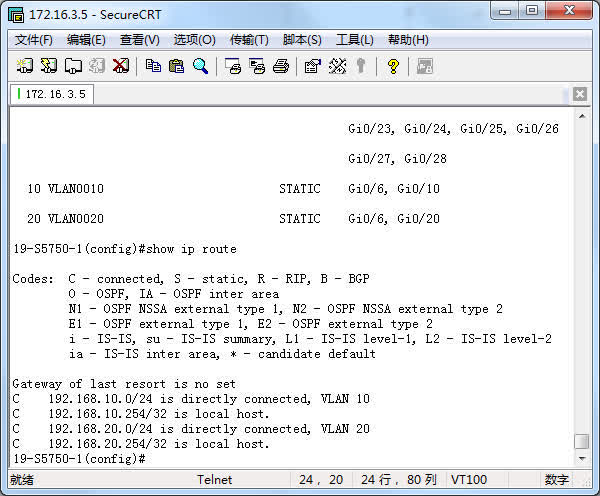 172.16.3.5 - SecureCRT
文件(F) 编辑(E) 查看(V) 选项(O) 传输(T) 脚本(S) 工具(L) 帮助(H)
172.16.3.5
Gi0/23, Gi0/24, Gi0/25, Gi0/26
Gi0/27, Gi0/28
10 VLAN0010 STATIC Gi0/6, Gi0/10
20 VLAN0020 STATIC Gi0/6, Gi0/20
19-S5750-1(config)#show ip route
Codes: C - connected, S - static, R - RIP, B - BGP
O - OSPF, IA - OSPF inter area
N1 - OSPF NSSA external type 1, N2 - OSPF NSSA external type 2
E1 - OSPF external type 1, E2 - OSPF external type 2
i - IS-IS, su - IS-IS summary, L1 - IS-IS level-1, L2 - IS-IS level-2
ia - IS-IS inter area, * - candidate default
Gateway of last resort is no set
C 192.168.10.0/24 is directly connected, VLAN 10
C 192.168.10.254/32 is local host.
C 192.168.20.0/24 is directly connected, VLAN 20
C 192.168.20.254/32 is local host.
19-S5750-1(config)#
就绪 Telnet 24, 20 24 行, 80 列 VT100 数字